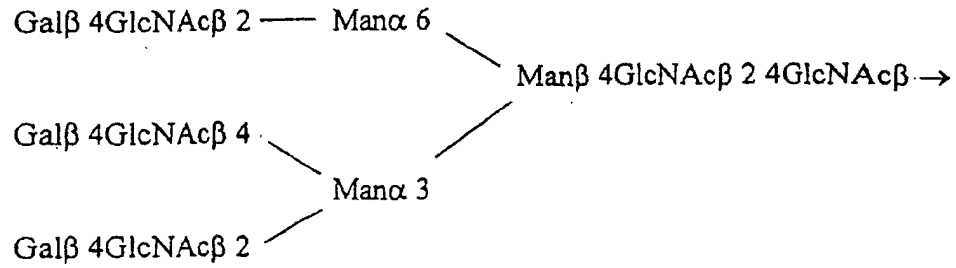 Galβ 4GlcNAcβ 2 — Manα 6
Manβ 4GlcNAcβ 2 4GlcNAcβ →
Galβ 4GlcNAcβ 4
Manα 3
Galβ 4GlcNAcβ 2